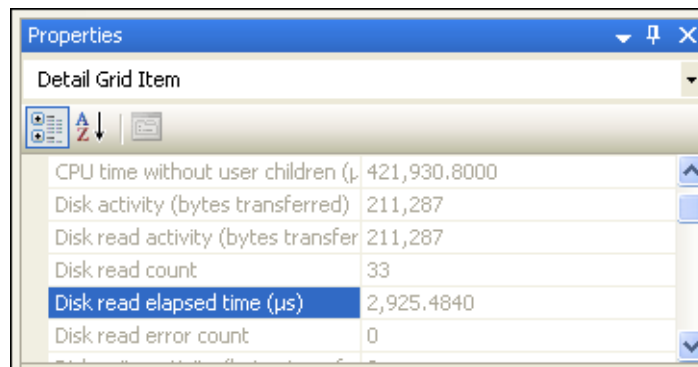 Properties
Detail Grid Item
A
Z
CPU time without user children (μ 421,930.8000
Disk activity (bytes transferred) 211,287
Disk read activity (bytes transfer 211,287
Disk read count 33
Disk read elapsed time (μs) 2,925.4840
Disk read error count 0